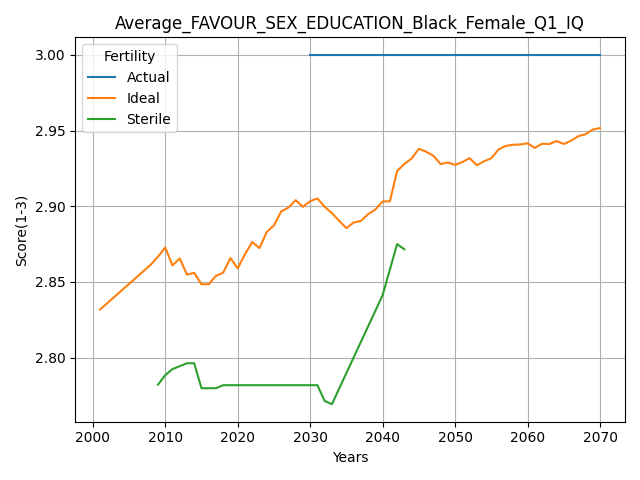 Average_FAVOUR_SEX_EDUCATION_Black_Female_Q1_IQ
Fertility
Actual
Ideal
Sterile
Score(1-3)
3.00
2.95
2.90
2.85
2.80
2000 2010 2020 2030 2040 2050 2060 2070
Years